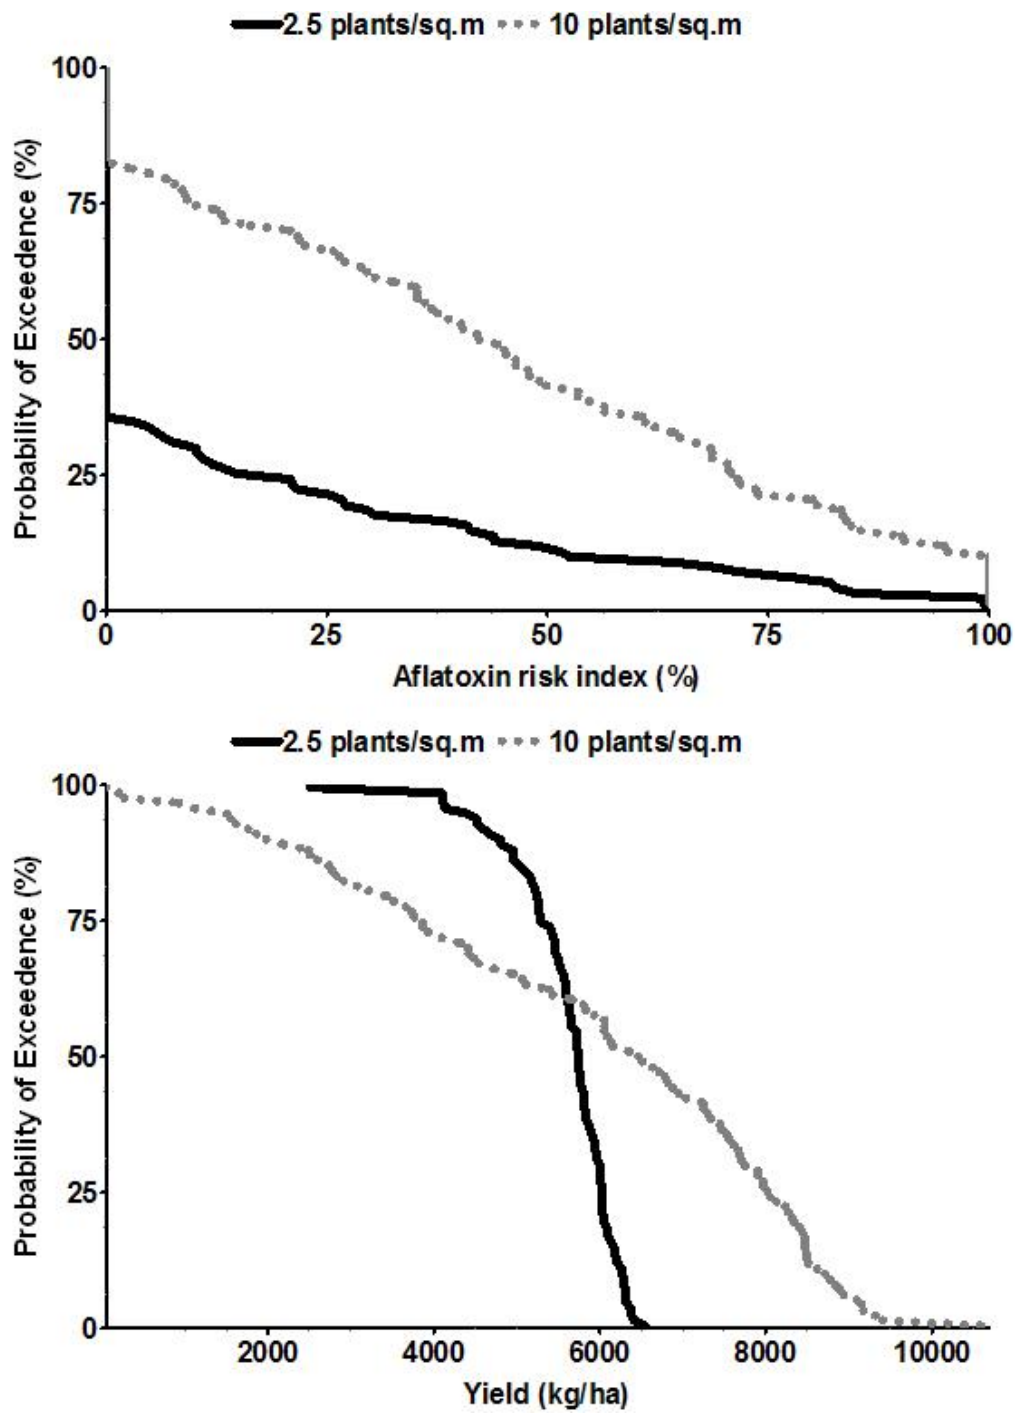 2.5 plants/sq.m 10 plants/sq.m
100
75
50
25
0
Probability of Exceedence (%)
0 25 50 75 100
Aflatoxin risk index (%)
2.5 plants/sq.m 10 plants/sq.m
100
75
50
25
0
Probability of Exceedence (%)
2000 4000 6000 8000 10000
Yield (kg/ha)